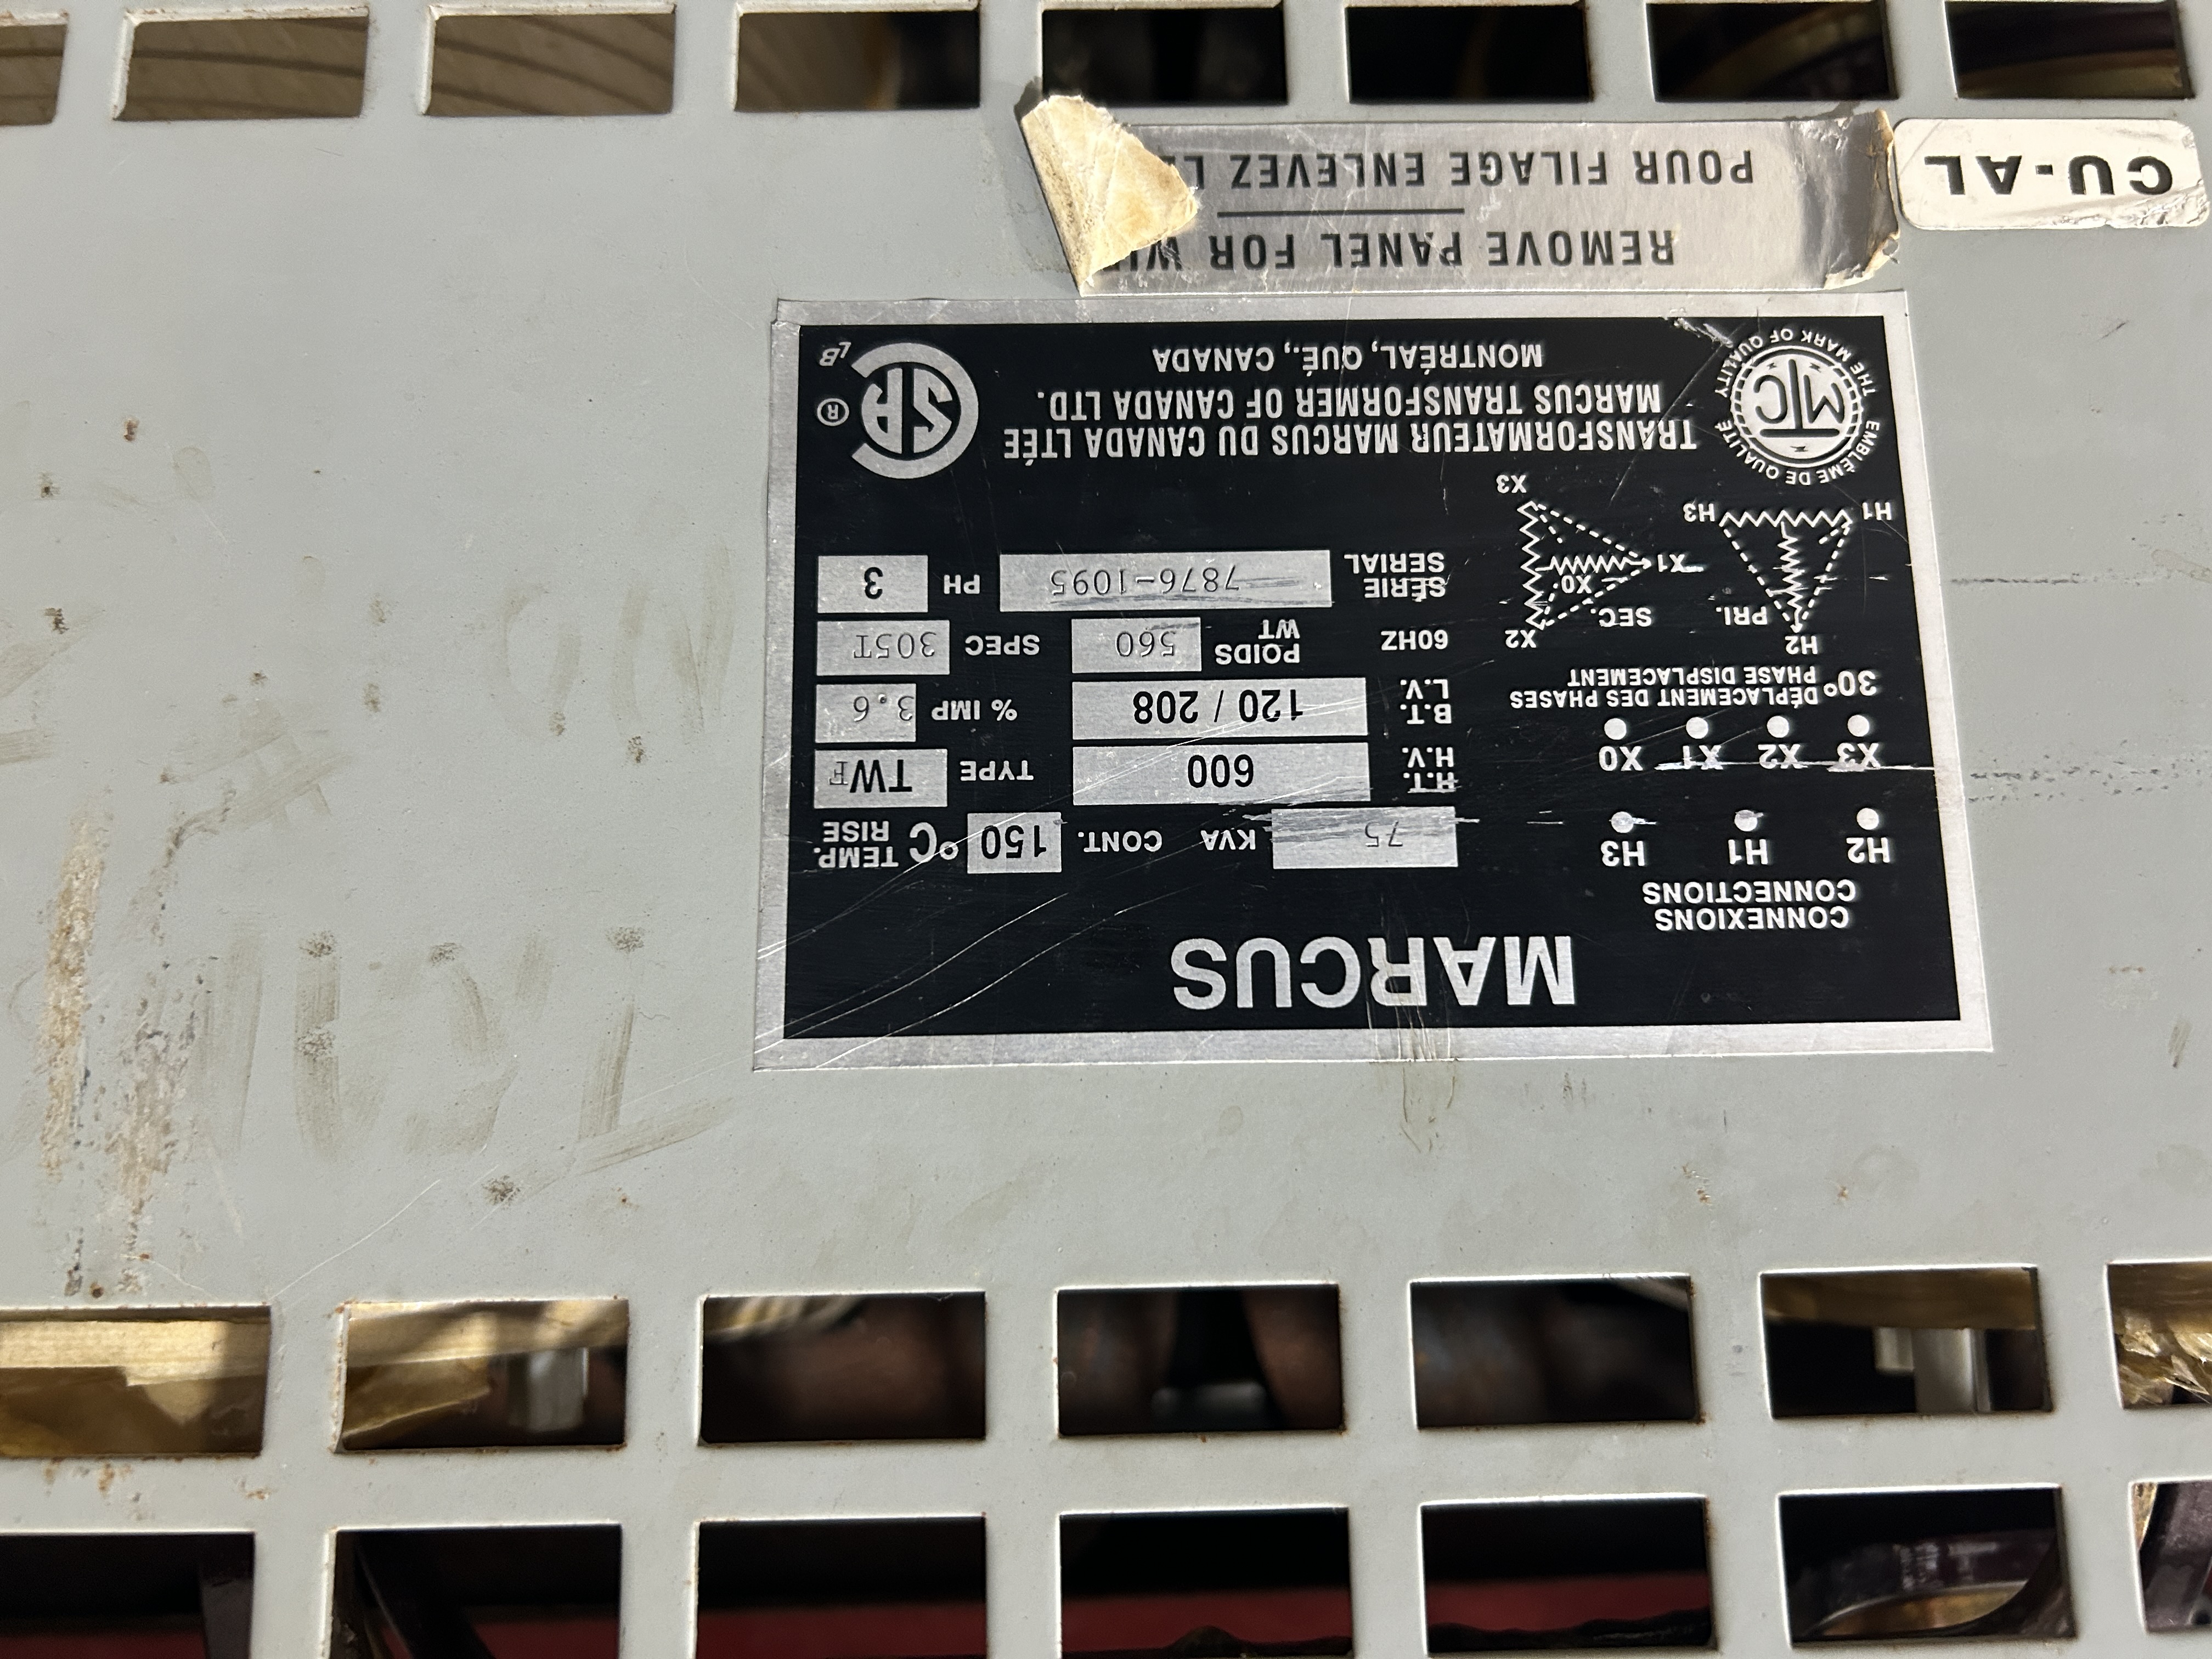 MARCUS
CONNEXIONS
CONNECTIONS
H2 H1 H3
X3 X2 X1 X0
30° DÉPLACEMENT DES PHASES
PHASE DISPLACEMENT
H2
PRI.
H1 H3
X2
SEC.
X0
X1
X3
75 KVA CONT. 150 °C TEMP. RISE
H.T.
H.V. 600 TYPE TWF
B.T.
L.V. 120 / 208 % IMP 3.6
60HZ POIDS
WT 560 SPEC 305T
SÉRIE
SERIAL 7876-1095 PH 3
EMBLÈME DE QUALITÉ
MTC
THE MARK OF QUALITY
TRANSFORMATEUR MARCUS DU CANADA LTÉE
MARCUS TRANSFORMER OF CANADA LTD.
MONTRÉAL, QUÉ., CANADA
SA ®
LB
REMOVE PANEL FOR
POUR FILAGE ENLEVEZ
CU-AL